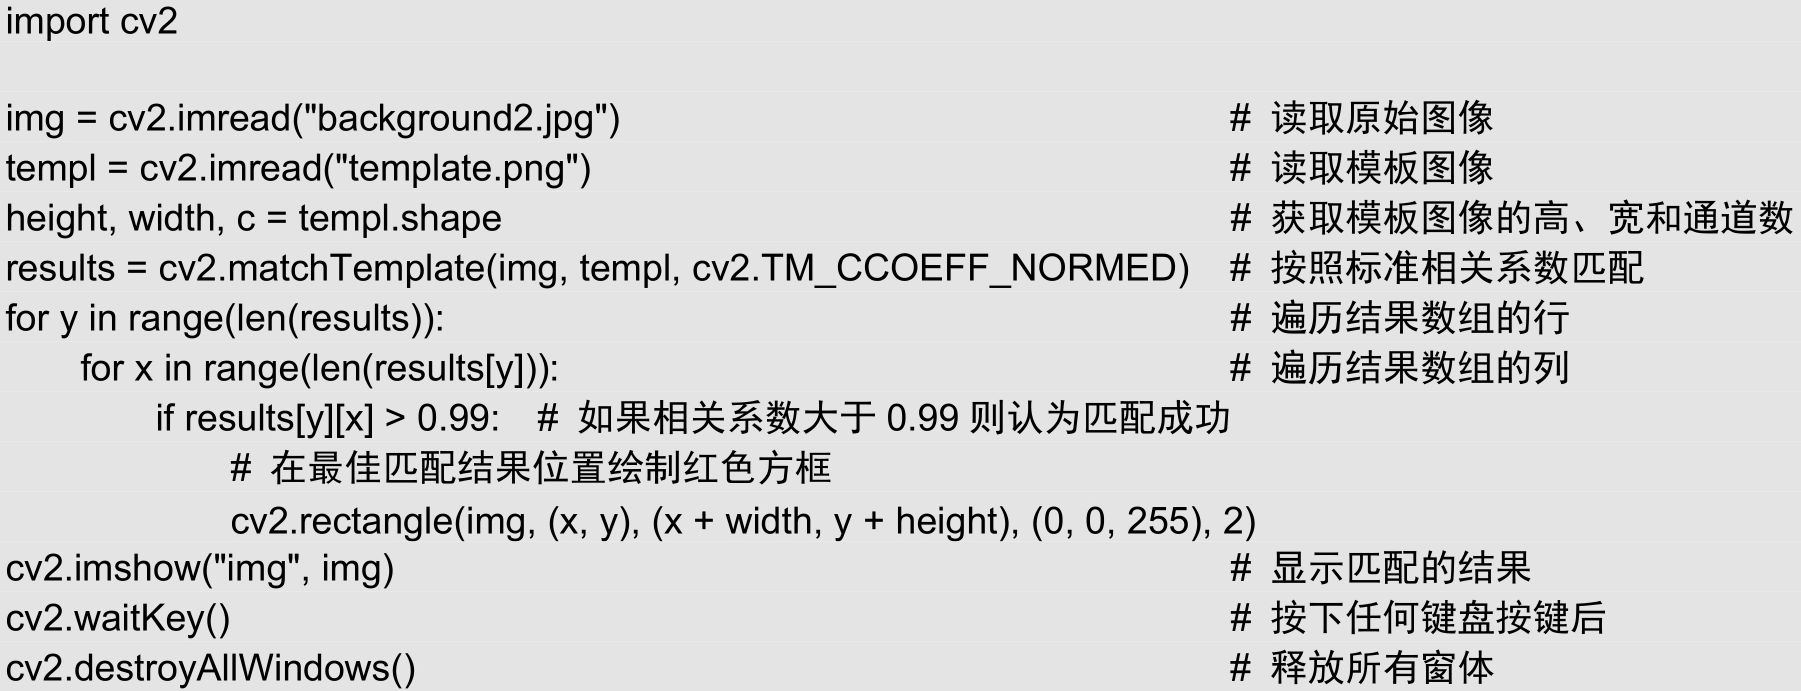 import cv2
img = cv2.imread("background2.jpg") # 读取原始图像
templ = cv2.imread("template.png") # 读取模板图像
height, width, c = templ.shape # 获取模板图像的高、宽和通道数
results = cv2.matchTemplate(img, templ, cv2.TM_CCOEFF_NORMED) # 按照标准相关系数匹配
for y in range(len(results)): # 遍历结果数组的行
    for x in range(len(results[y])): # 遍历结果数组的列
        if results[y][x] > 0.99: # 如果相关系数大于 0.99 则认为匹配成功
            # 在最佳匹配结果位置绘制红色方框
            cv2.rectangle(img, (x, y), (x + width, y + height), (0, 0, 255), 2)
cv2.imshow("img", img) # 显示匹配的结果
cv2.waitKey() # 按下任何键盘按键后
cv2.destroyAllWindows() # 释放所有窗体